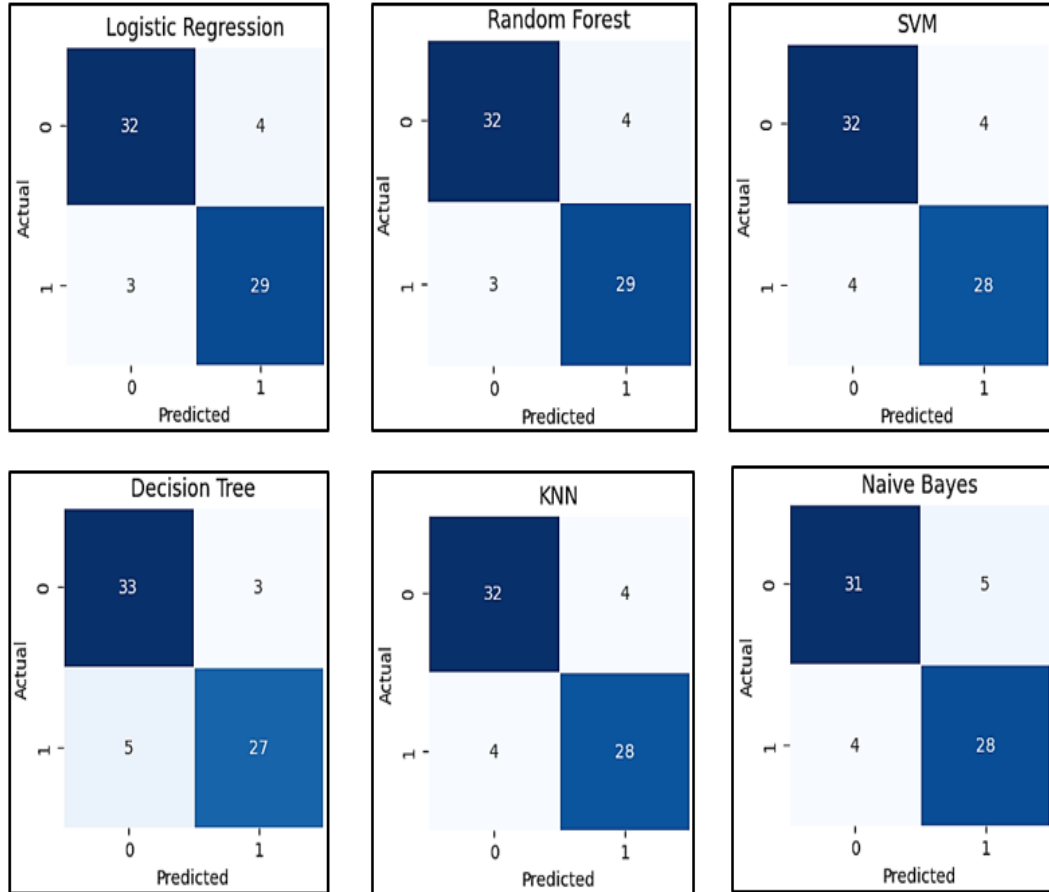 Logistic Regression
0
32
4
Actual
1
3
29
0
1
Predicted
Random Forest
0
32
4
Actual
1
3
29
0
1
Predicted
SVM
0
32
4
Actual
1
4
28
0
1
Predicted
Decision Tree
0
33
3
Actual
1
5
27
0
1
Predicted
KNN
0
32
4
Actual
1
4
28
0
1
Predicted
Naive Bayes
0
31
5
Actual
1
4
28
0
1
Predicted